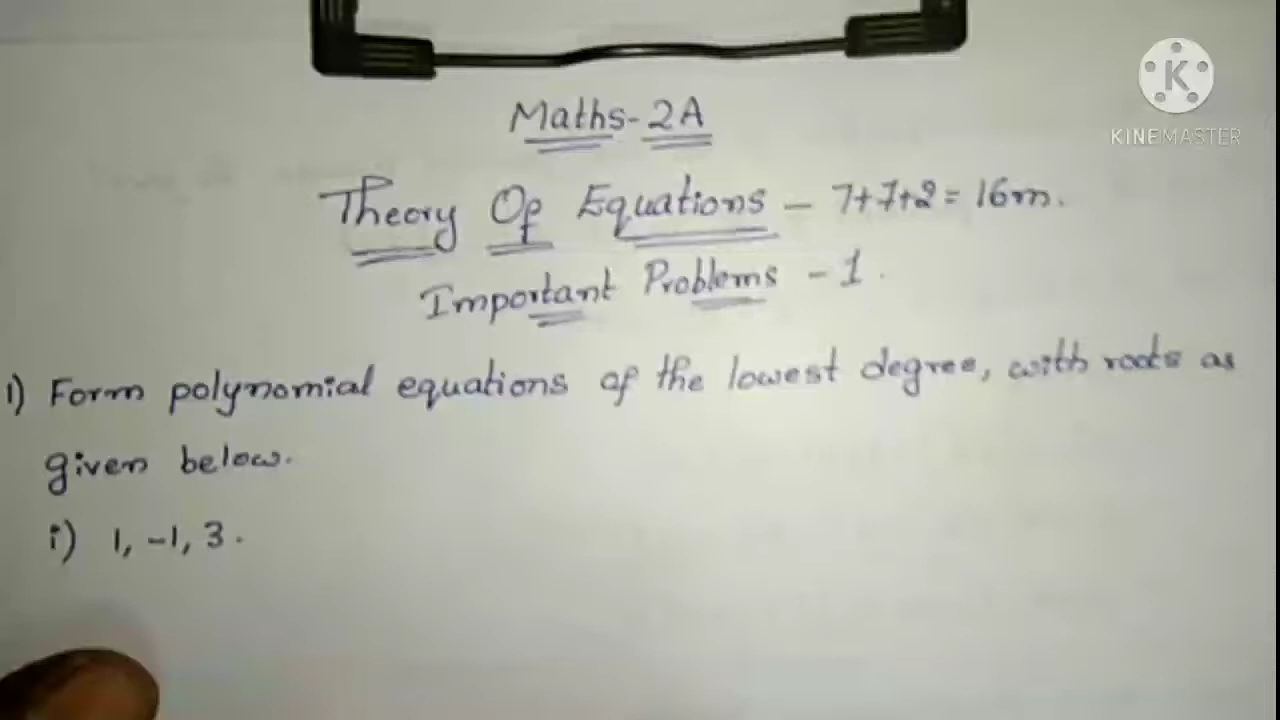 K
KINEMASTER
Maths-2A
Theory Of Equations - 7+7+2=16m.
Important Problems - 1.
1) Form polynomial equations of the lowest degree, with roots as
given below.
i) 1, -1, 3.